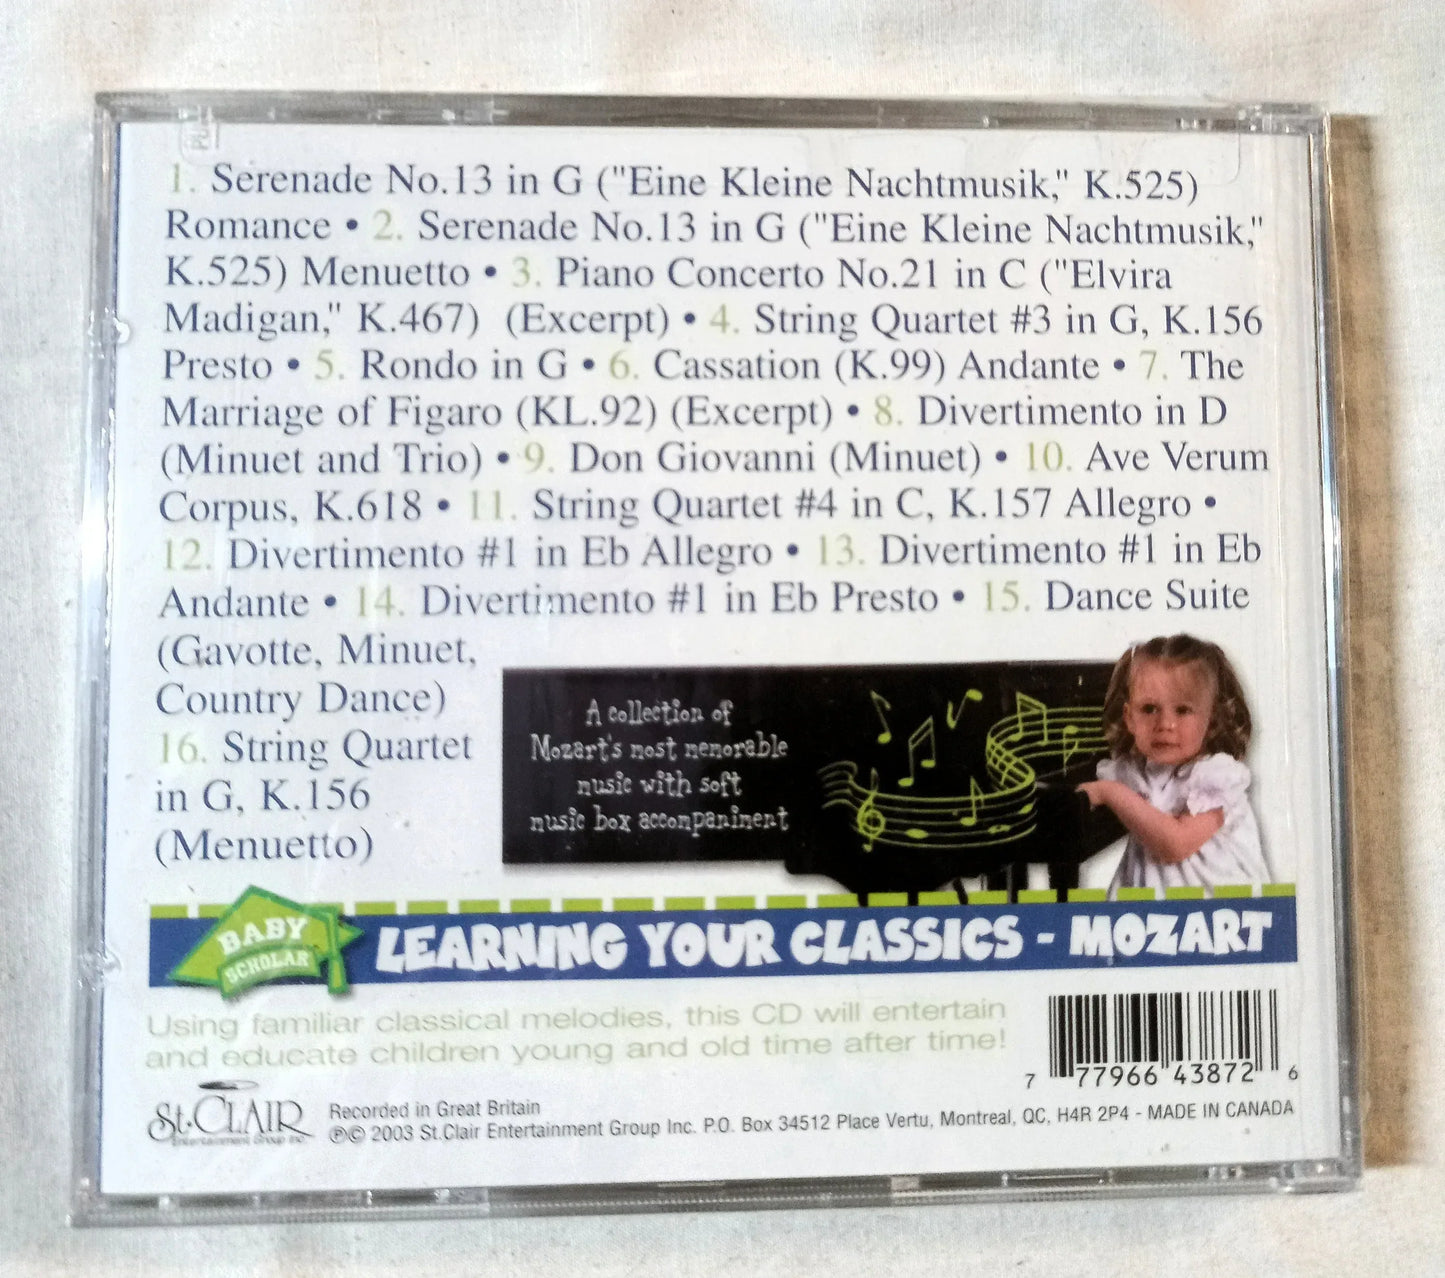 1. Serenade No.13 in G ("Eine Kleine Nachtmusik," K.525)
Romance • 2. Serenade No.13 in G ("Eine Kleine Nachtmusik,"
K.525) Menuetto • 3. Piano Concerto No.21 in C ("Elvira
Madigan," K.467) (Excerpt) • 4. String Quartet #3 in G, K.156
Presto • 5. Rondo in G • 6. Cassation (K.99) Andante • 7. The
Marriage of Figaro (KL.92) (Excerpt) • 8. Divertimento in D
(Minuet and Trio) • 9. Don Giovanni (Minuet) • 10. Ave Verum
Corpus, K.618 • 11. String Quartet #4 in C, K.157 Allegro •
12. Divertimento #1 in Eb Allegro • 13. Divertimento #1 in Eb
Andante • 14. Divertimento #1 in Eb Presto • 15. Dance Suite
(Gavotte, Minuet,
Country Dance)
16. String Quartet
in G, K.156
(Menuetto)
A collection of
Mozart's most nenorable
music with soft
music box accompaniment
BABY
SCHOLAR
LEARNING YOUR CLASSICS - MOZART
Using familiar classical melodies, this CD will entertain
and educate children young and old time after time!
7 77966 43872 6
St.CLAIR
Entertainment Group Inc.
Recorded in Great Britain
℗© 2003 St.Clair Entertainment Group Inc. P.O. Box 34512 Place Vertu, Montreal, QC, H4R 2P4 - MADE IN CANADA